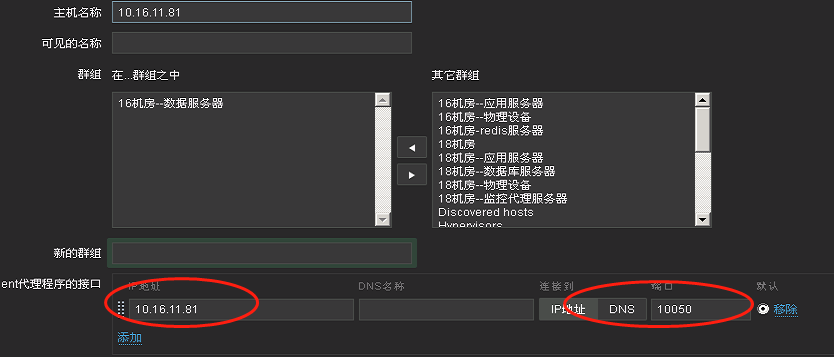 主机名称 10.16.11.81
可见的名称
群组 在...群组之中 其它群组
16机房--数据服务器
16机房--应用服务器
16机房--物理设备
16机房-redis服务器
18机房
18机房--应用服务器
18机房--数据库服务器
18机房--物理设备
18机房--监控代理服务器
Discovered hosts
Hypervisors
新的群组
ent代理程序的接口 IP地址 DNS名称 连接到 端口 默认
10.16.11.81 IP地址 DNS 10050 移除
添加